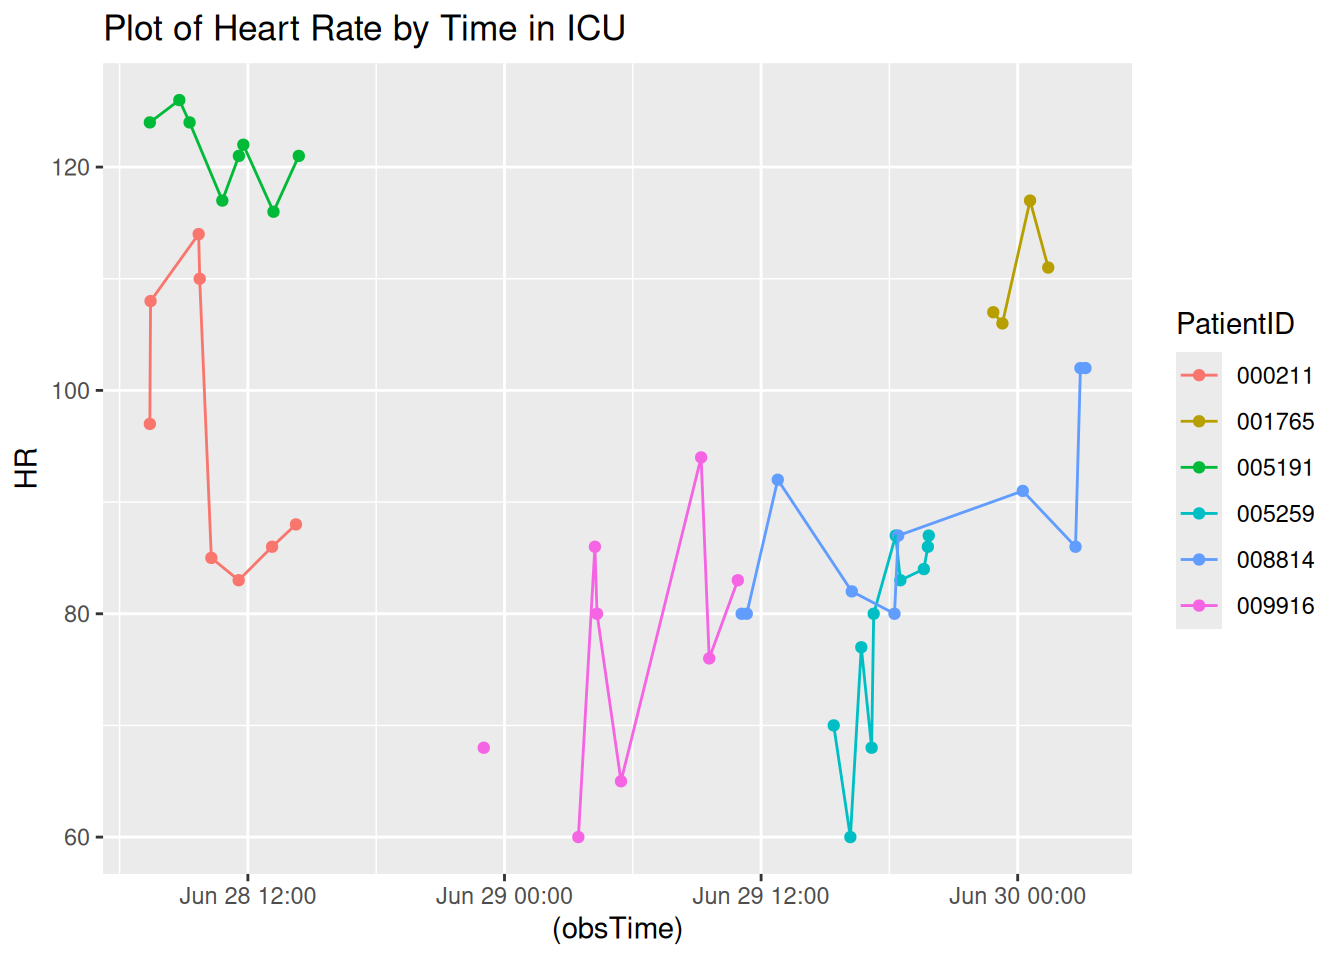 Plot of Heart Rate by Time in ICU
120
100
80
60
HR
Jun 28 12:00
Jun 29 00:00
Jun 29 12:00
Jun 30 00:00
(obsTime)
PatientID
000211
001765
005191
005259
008814
009916